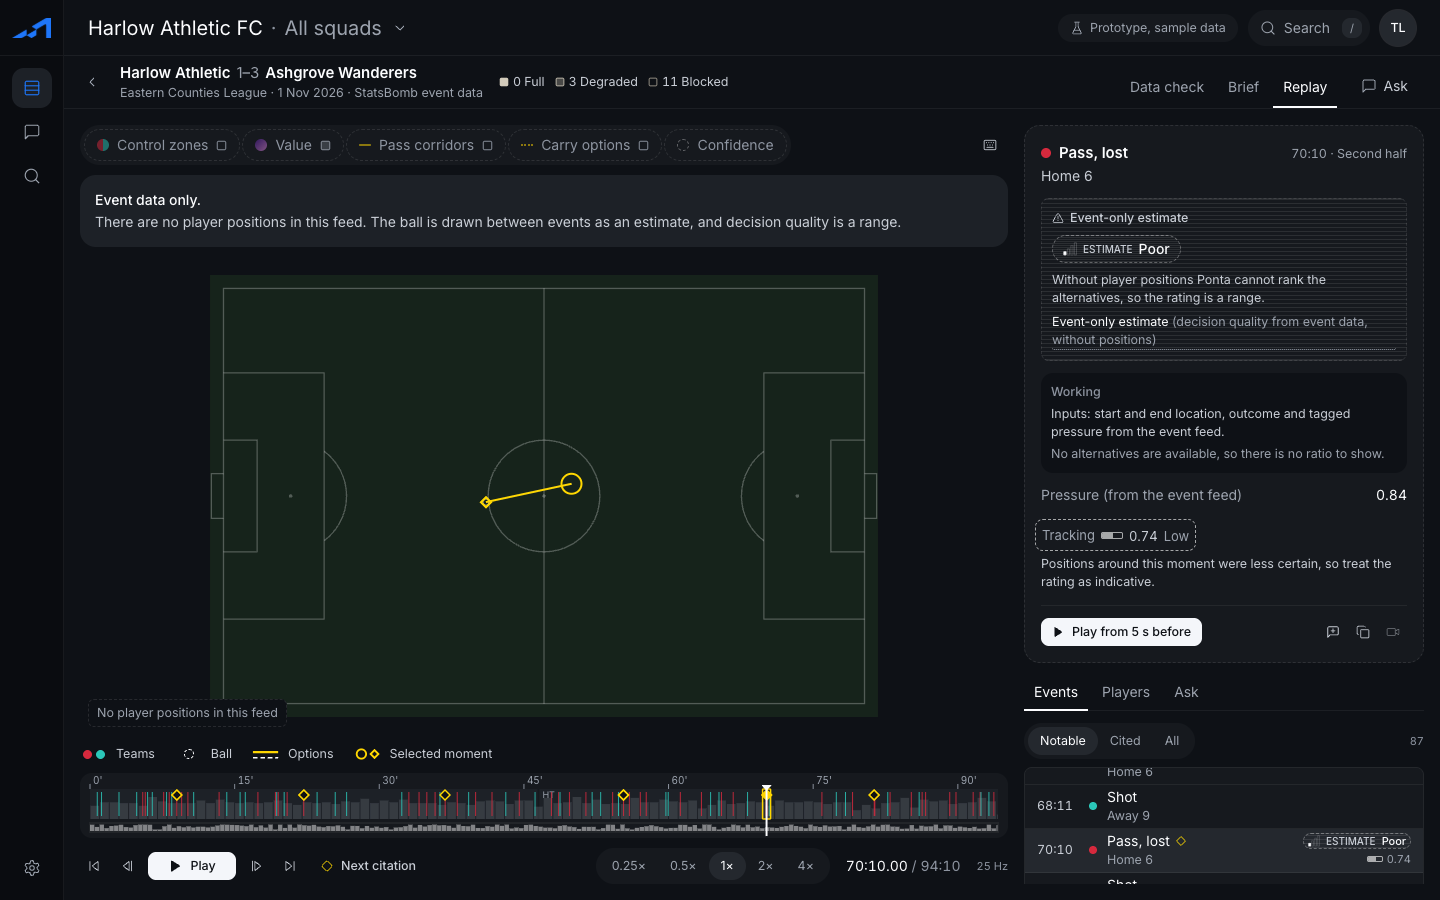 Harlow Athletic FC · All squads
Prototype, sample data
Search /
TL
Harlow Athletic 1–3 Ashgrove Wanderers
Eastern Counties League · 1 Nov 2026 · StatsBomb event data
0 Full
3 Degraded
11 Blocked
Data check
Brief
Replay
Ask
Control zones
Value
Pass corridors
Carry options
Confidence
Event data only.
There are no player positions in this feed. The ball is drawn between events as an estimate, and decision quality is a range.
No player positions in this feed
Teams
Ball
Options
Selected moment
0'
15'
30'
45'
60'
75'
90'
HT
Play
Next citation
0.25×
0.5×
1×
2×
4×
70:10.00 / 94:10
25 Hz
Pass, lost
70:10 · Second half
Home 6
Event-only estimate
ESTIMATE Poor
Without player positions Ponta cannot rank the
alternatives, so the rating is a range.
Event-only estimate (decision quality from event data,
without positions)
Working
Inputs: start and end location, outcome and tagged
pressure from the event feed.
No alternatives are available, so there is no ratio to show.
Pressure (from the event feed) 0.84
Tracking 0.74 Low
Positions around this moment were less certain, so treat the
rating as indicative.
Play from 5 s before
Events
Players
Ask
Notable
Cited
All
87
Home 6
68:11
Shot
Away 9
70:10
Pass, lost
Home 6
ESTIMATE Poor
0.74
Shot